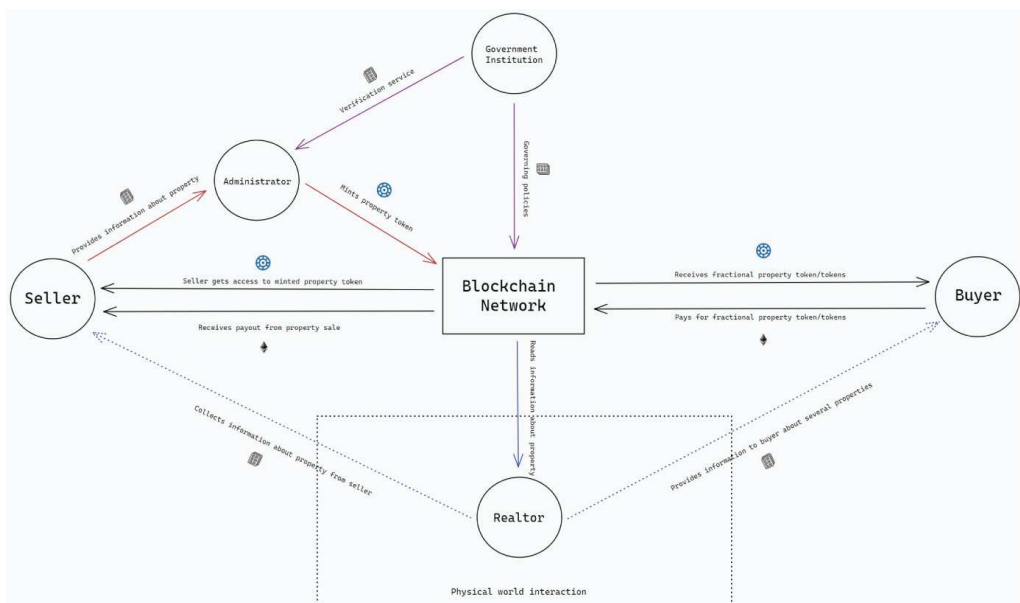 Government
Institution
Verification service
Governing policies
Administrator
Provides information about property
Mints property token
Seller gets access to minted property token
Receives fractional property token/tokens
Seller
Blockchain
Network
Buyer
Receives payout from property sale
Pays for fractional property token/tokens
Reads information about property
Collects information about property from seller
Provides information to buyer about several properties
Realtor
Physical world interaction